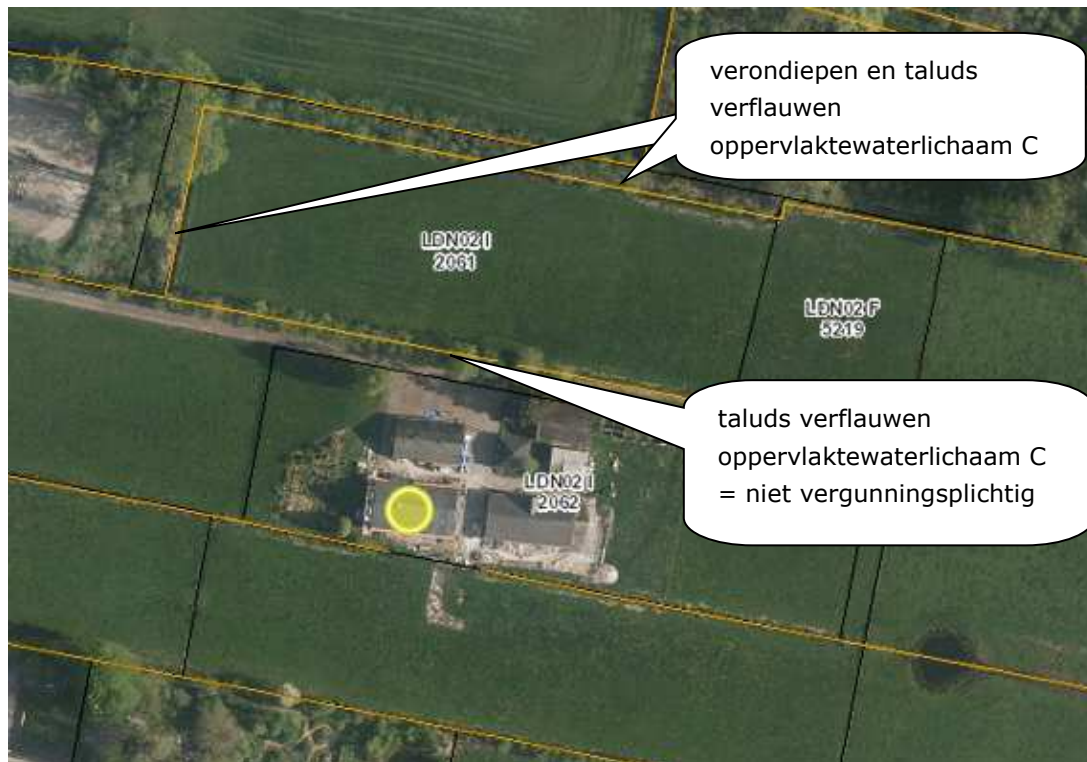 verondiepen en taluds
verflauwen
oppervlaktewaterlichaam C
LDN02 I
2061
LDN02 F
5219
taluds verflauwen
oppervlaktewaterlichaam C
= niet vergunningsplichtig
LDN02 I
2062